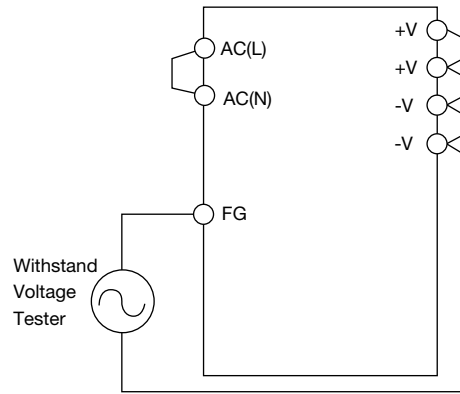 +V
AC(L)
+V
AC(N)
-V
-V
FG
Withstand
Voltage
Tester